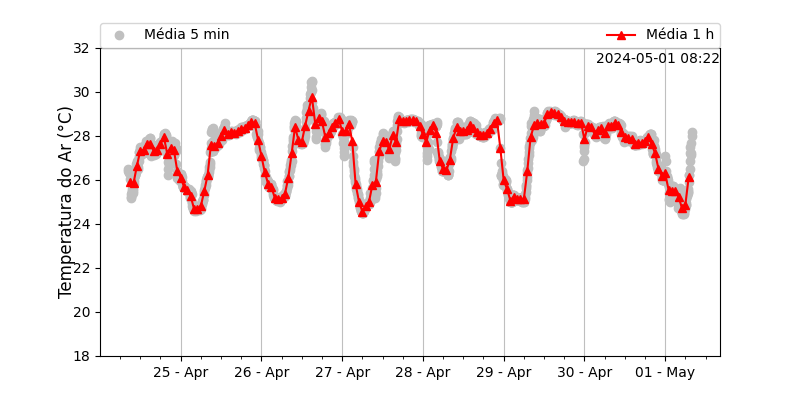 Média 5 min
Média 1 h
2024-05-01 08:22
Temperatura do Ar (°C)
32
30
28
26
24
22
20
18
25 - Apr
26 - Apr
27 - Apr
28 - Apr
29 - Apr
30 - Apr
01 - May